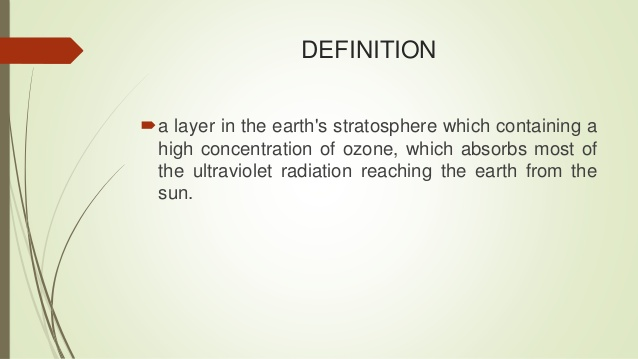 DEFINITION
a layer in the earth's stratosphere which containing a
high concentration of ozone, which absorbs most of
the ultraviolet radiation reaching the earth from the
sun.